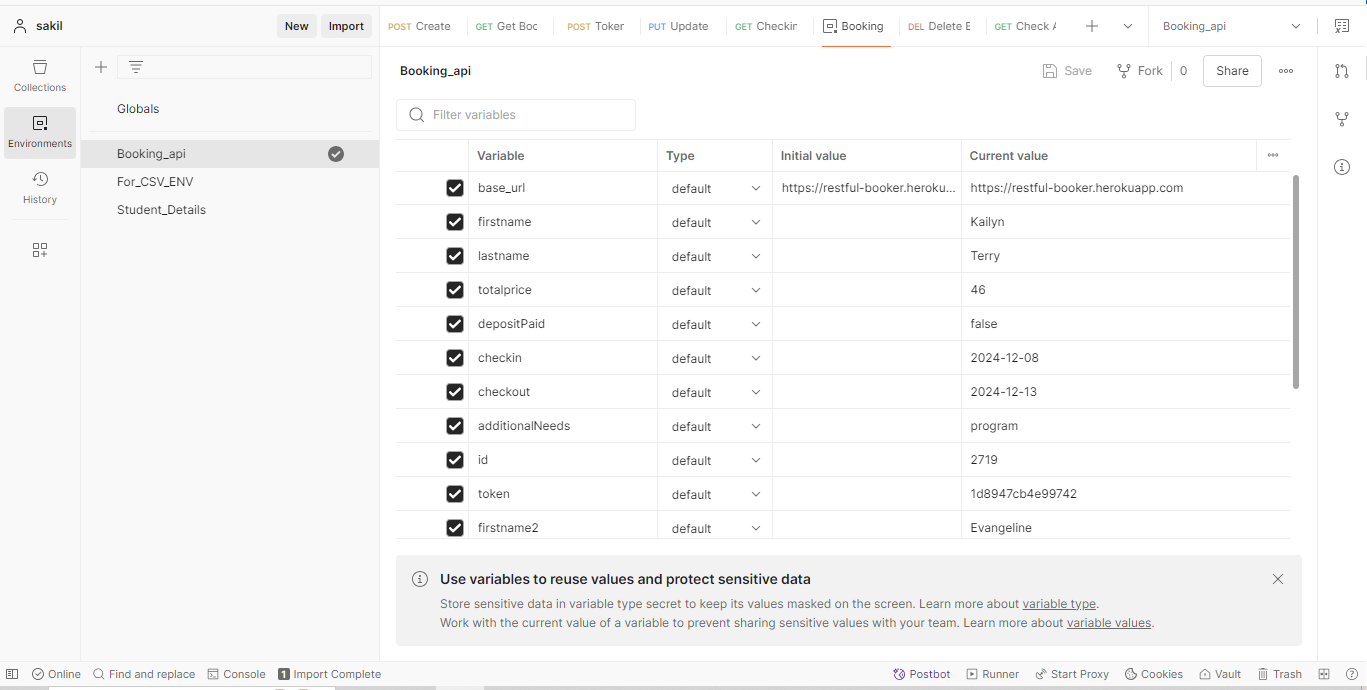 sakil
New Import
POST Create
GET Get Boc
POST Toker
PUT Update
GET Checkin
Booking
DEL Delete E
GET Check A
Booking_api
Collections
Environments
History
Globals
Booking_api
For_CSV_ENV
Student_Details
Booking_api
Save Fork 0 Share
Filter variables
Variable Type Initial value Current value
base_url default https://restful-booker.heroku... https://restful-booker.herokuapp.com
firstname default Kailyn
lastname default Terry
totalprice default 46
depositPaid default false
checkin default 2024-12-08
checkout default 2024-12-13
additionalNeeds default program
id default 2719
token default 1d8947cb4e99742
firstname2 default Evangeline
Use variables to reuse values and protect sensitive data
Store sensitive data in variable type secret to keep its values masked on the screen. Learn more about variable type.
Work with the current value of a variable to prevent sharing sensitive values with your team. Learn more about variable values.
Online Find and replace Console 1 Import Complete Postbot Runner Start Proxy Cookies Vault Trash